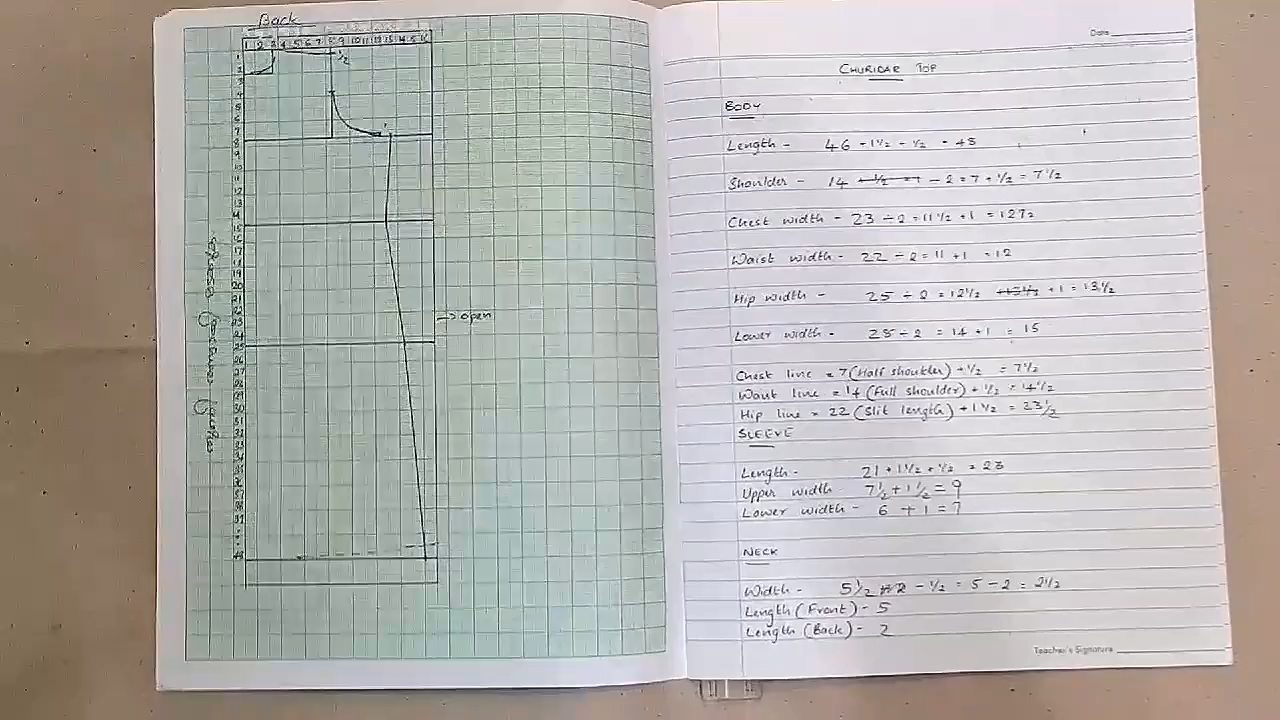 Back
1 2 3 4 5 6 7 8 9 10 11 12 13 14 15
1/2
→ open
Date
CHURIDAR TOP
BODY
Length - 46 + 1½ + ½ = 48
Shoulder - 14 ÷ 2 = 7 + ½ = 7½
Chest width - 23 ÷ 2 = 11½ + 1 = 12½
Waist width - 22 ÷ 2 = 11 + 1 = 12
Hip width - 25 ÷ 2 = 12½ + 1 = 13½
Lower width - 28 ÷ 2 = 14 + 1 = 15
Chest line = 7 (Half shoulder) + ½ = 7½
Waist line = 14 (Full shoulder) + ½ = 14½
Hip line = 22 (Slit length) + 1½ = 23½
SLEEVE
Length - 21 + 1½ + ½ = 23
Upper width 7½ + 1½ = 9
Lower width - 6 + 1 = 7
NECK
Width - 5½ - ½ = 5 ÷ 2 = 2½
Length (Front) - 5
Length (Back) - 2
Teacher's Signature